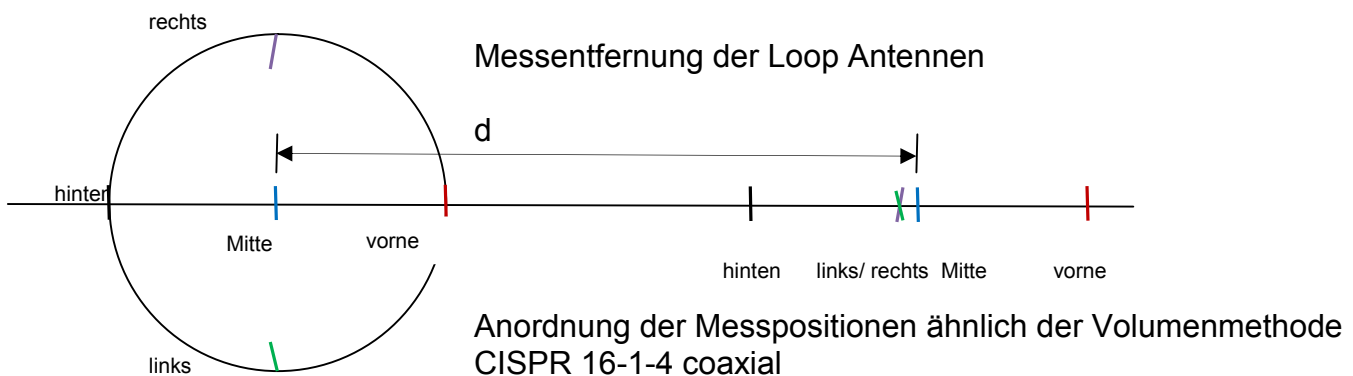 rechts
Messentfernung der Loop Antennen
d
hinten
Mitte
vorne
hinten
links/ rechts
Mitte
vorne
Anordnung der Messpositionen ähnlich der Volumenmethode
CISPR 16-1-4 coaxial
links